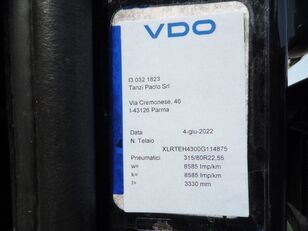 VDO
I3 032 1823
Tanzi Paolo Srl
Via Cremonese, 46
I-43126 Parma
Data 4-giu-2022
N. Telaio
XLRTEH4300G114875
Pneumatici 315/80R22.55
w= 8585 Imp/km
k= 8585 Imp/km
l= 3330 mm